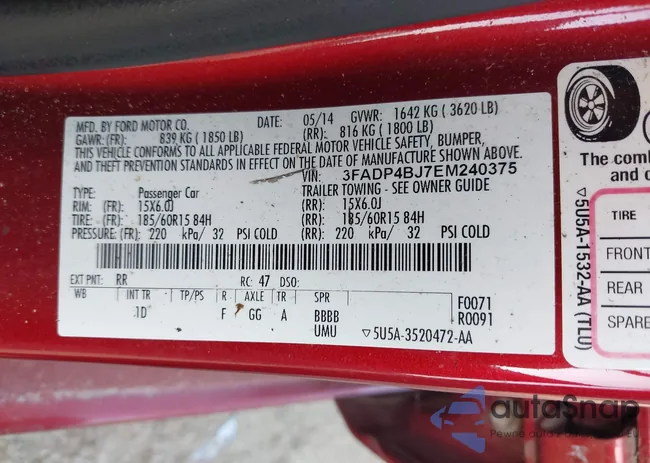 MFD. BY FORD MOTOR CO. DATE: 05/14 GVWR: 1642 KG ( 3620 LB)
GAWR: (FR): 839 KG ( 1850 LB) (RR): 816 KG ( 1800 LB)
THIS VEHICLE CONFORMS TO ALL APPLICABLE FEDERAL MOTOR VEHICLE SAFETY, BUMPER,
AND THEFT PREVENTION STANDARDS IN EFFECT ON THE DATE OF MANUFACTURE SHOWN ABOVE.
VIN: 3FADP4BJ7EM240375
TYPE: Passenger Car TRAILER TOWING - SEE OWNER GUIDE
RIM: (FR): 15X6.0J (RR): 15X6.0J
TIRE: (FR): 185/60R15 84H (RR): 185/60R15 84H
PRESSURE: (FR): 220 kPa/ 32 PSI COLD (RR): 220 kPa/ 32 PSI COLD
EXT PNT: RR RC: 47 DSO:
WB INT TR TP/PS R AXLE TR SPR F0071
1D F GG A BBBB R0091
UMU ▽5U5A-3520472-AA
▽5U5A-1532-AA (TLU)
The comb
TIRE
FRONT
REAR
SPARE
autoSnap